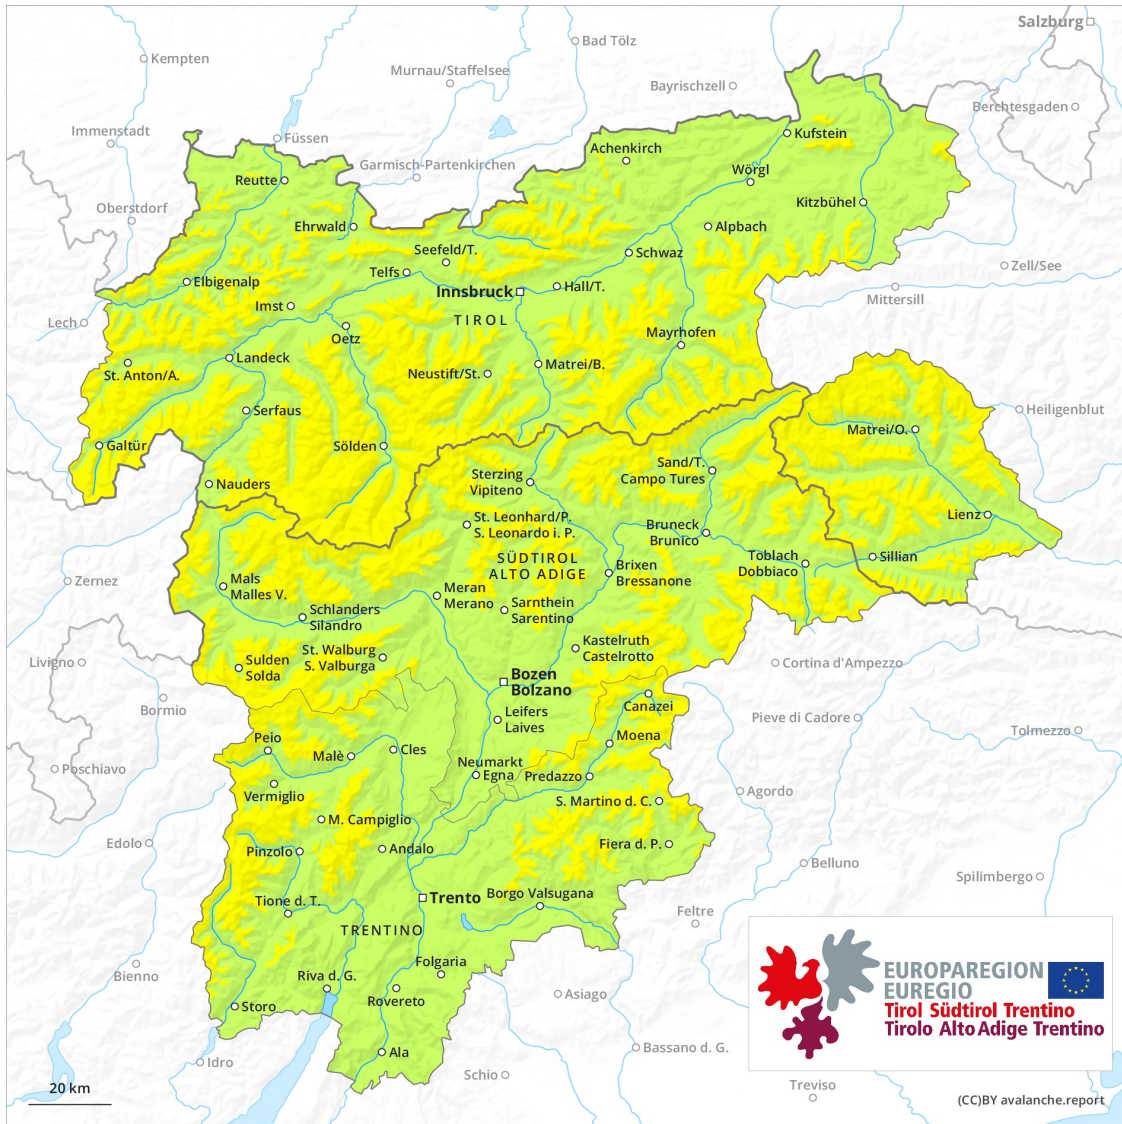 Salzburg
Bad Tölz
Kempten
Murnau/Staffelsee
Bayrischzell
Berchtesgaden
Immenstadt
Füssen
Kufstein
Achenkirch
Garmisch-Partenkirchen
Wörgl
Reutte
Oberstdorf
Kitzbühel
Ehrwald
Alpbach
Seefeld/T.
Schwaz
Telfs
Zell/See
Elbigenalp
Hall/T.
Innsbruck
Mittersill
Imst
TIROL
Lech
Mayrhofen
Oetz
Landeck
Matrei/B.
St. Anton/A.
Neustift/St.
Serfaus
Heiligenblut
Matrei/O.
Galtür
Sölden
Sand/T.
Campo Tures
Sterzing
Vipiteno
Nauders
Lienz
St. Leonhard/P.
S. Leonardo i. P.
Bruneck
Brunico
SÜDTIROL
ALTO ADIGE
Toblach
Dobbiaco
Sillian
Brixen
Bressanone
Zernez
Mals
Malles V.
Meran
Merano
Sarnthein
Sarentino
Schlanders
Silandro
Kastelruth
Castelrotto
St. Walburg
S. Valburga
Livigno
Sulden
Solda
Cortina d'Ampezzo
Bozen
Bolzano
Bormio
Canazei
Leifers
Laives
Pieve di Cadore
Tolmezzo
Peio
Moena
Malè
Cles
Neumarkt
Egna
Predazzo
Poschiavo
Vermiglio
Agordo
S. Martino d. C.
M. Campiglio
Edolo
Fiera d. P.
Pinzolo
Andalo
Belluno
Spilimbergo
Borgo Valsugana
Trento
Tione d. T.
Feltre
TRENTINO
Folgaria
Bienno
Riva d. G.
Rovereto
Asiago
Storo
Ala
Bassano d. G.
Idro
Schio
Treviso
EUROPAREGION
EUREGIO
Tirol Südtirol Trentino
Tirolo Alto Adige Trentino
20 km
(CC)BY avalanche.report